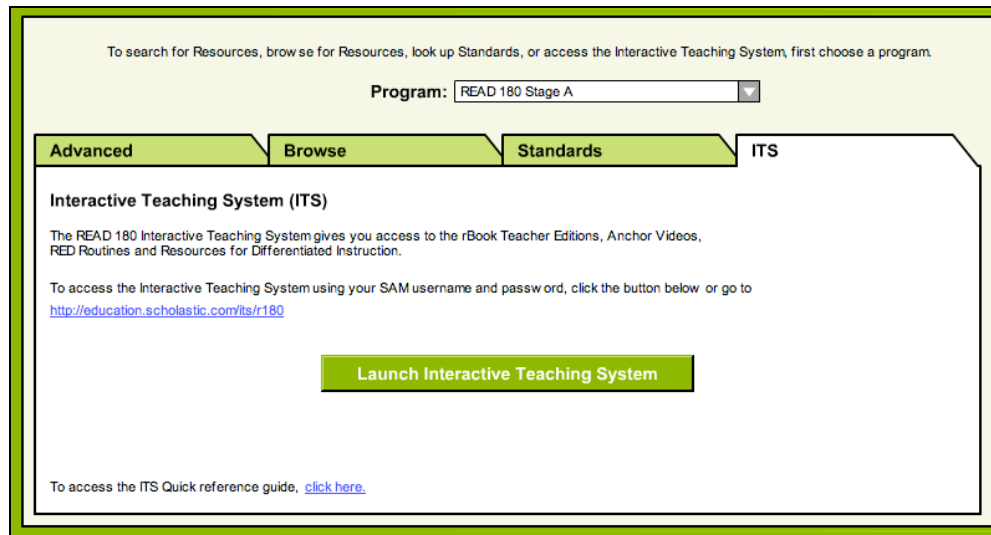 To search for Resources, browse for Resources, look up Standards, or access the Interactive Teaching System, first choose a program.
Program: READ 180 Stage A
Advanced Browse Standards ITS
Interactive Teaching System (ITS)
The READ 180 Interactive Teaching System gives you access to the rBook Teacher Editions, Anchor Videos,
RED Routines and Resources for Differentiated Instruction.
To access the Interactive Teaching System using your SAM username and password, click the button below or go to
http://education.scholastic.com/its/r180
Launch Interactive Teaching System
To access the ITS Quick reference guide, click here.